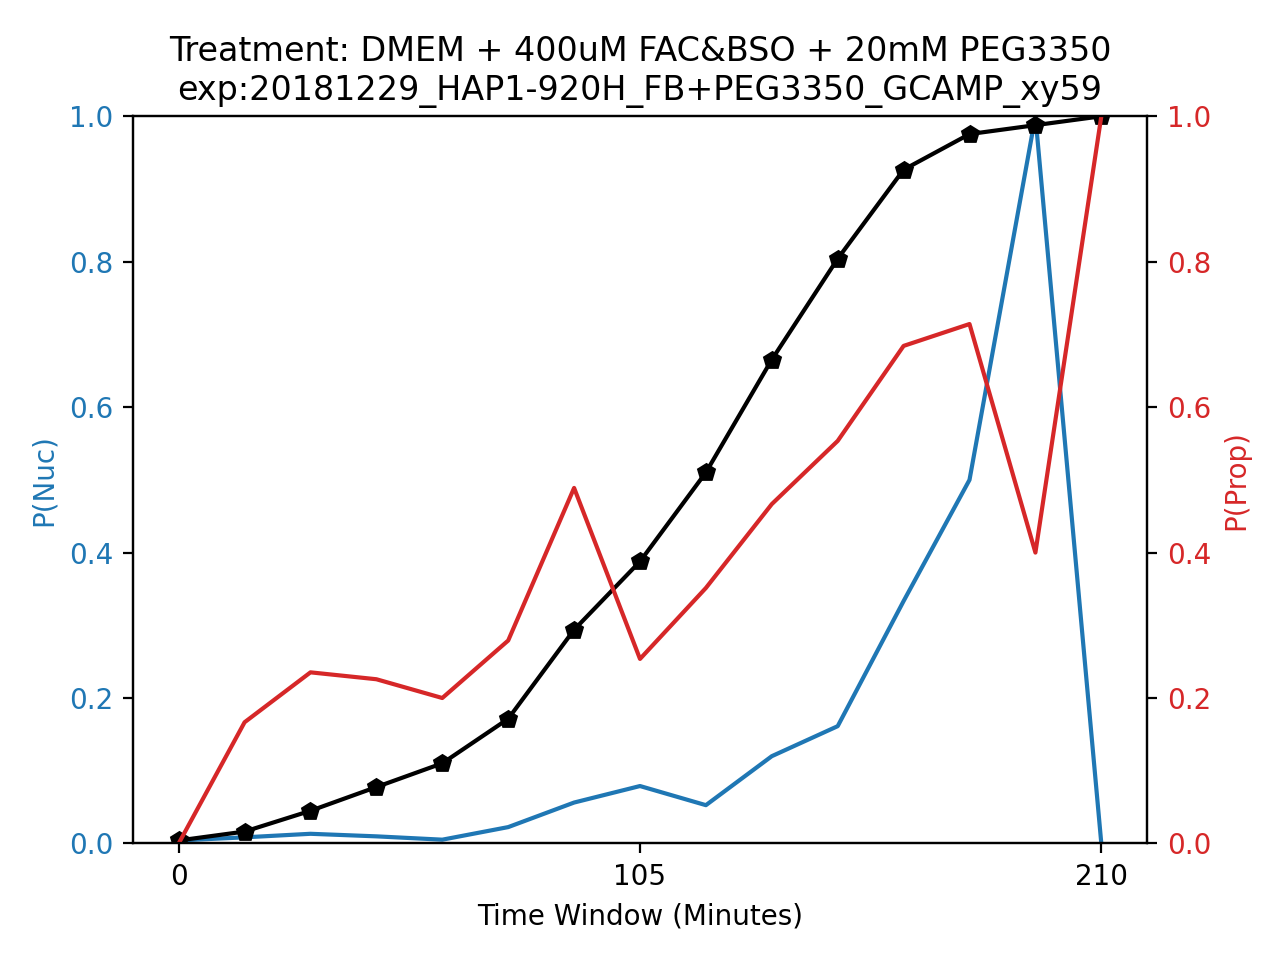 Treatment: DMEM + 400uM FAC&BSO + 20mM PEG3350
exp:20181229_HAP1-920H_FB+PEG3350_GCAMP_xy59
1.0
0.8
0.6
0.4
0.2
0.0
P(Nuc)
1.0
0.8
0.6
0.4
0.2
0.0
P(Prop)
0 105 210
Time Window (Minutes)